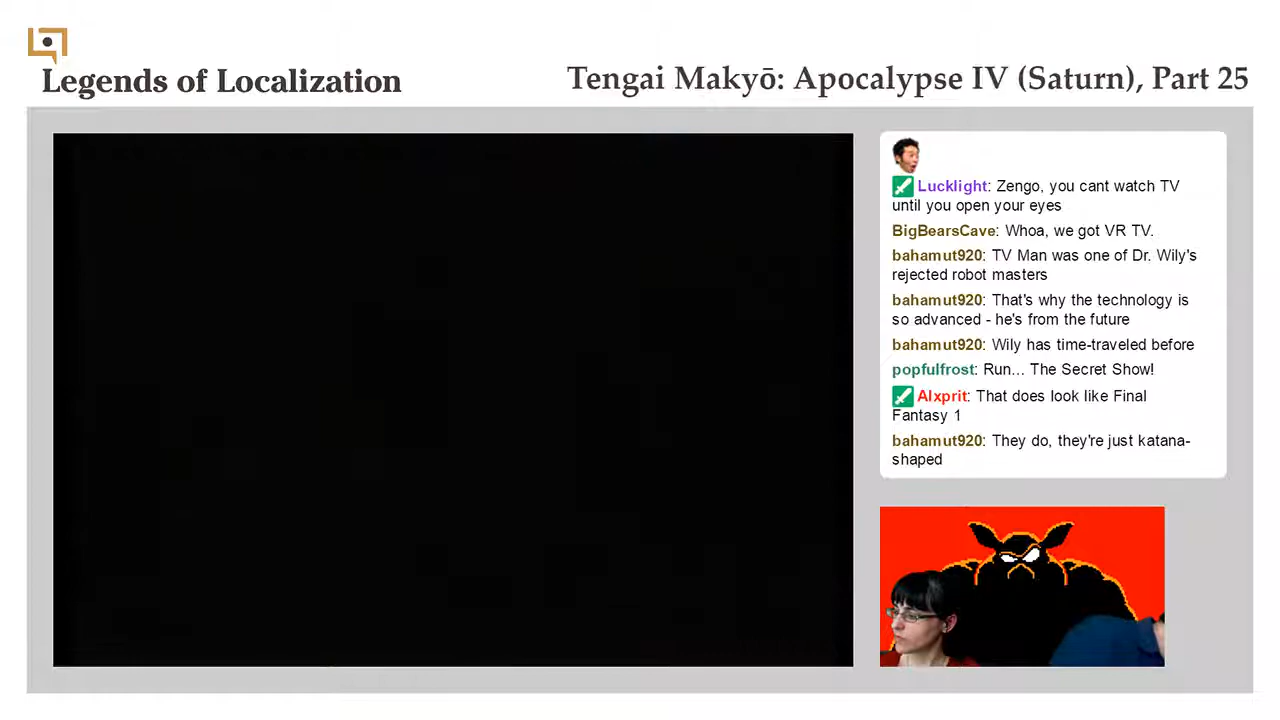 Legends of Localization
Tengai Makyō: Apocalypse IV (Saturn), Part 25
Lucklight: Zengo, you cant watch TV
until you open your eyes
BigBearsCave: Whoa, we got VR TV.
bahamut920: TV Man was one of Dr. Wily's
rejected robot masters
bahamut920: That's why the technology is
so advanced - he's from the future
bahamut920: Wily has time-traveled before
popfulfrost: Run... The Secret Show!
Alxprit: That does look like Final
Fantasy 1
bahamut920: They do, they're just katana-
shaped